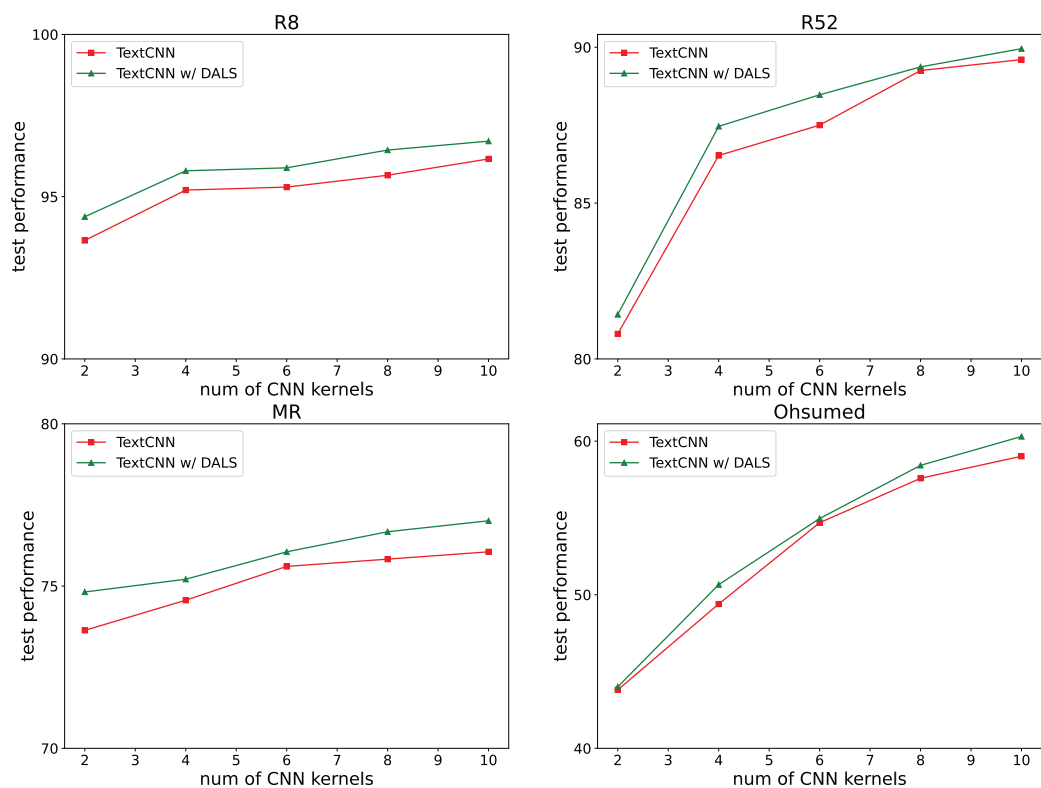 R8
100
95
90
test performance
TextCNN
TextCNN w/ DALS
2 3 4 5 6 7 8 9 10
num of CNN kernels
R52
90
85
80
test performance
TextCNN
TextCNN w/ DALS
2 3 4 5 6 7 8 9 10
num of CNN kernels
MR
80
75
70
test performance
TextCNN
TextCNN w/ DALS
2 3 4 5 6 7 8 9 10
num of CNN kernels
Ohsumed
60
50
40
test performance
TextCNN
TextCNN w/ DALS
2 3 4 5 6 7 8 9 10
num of CNN kernels